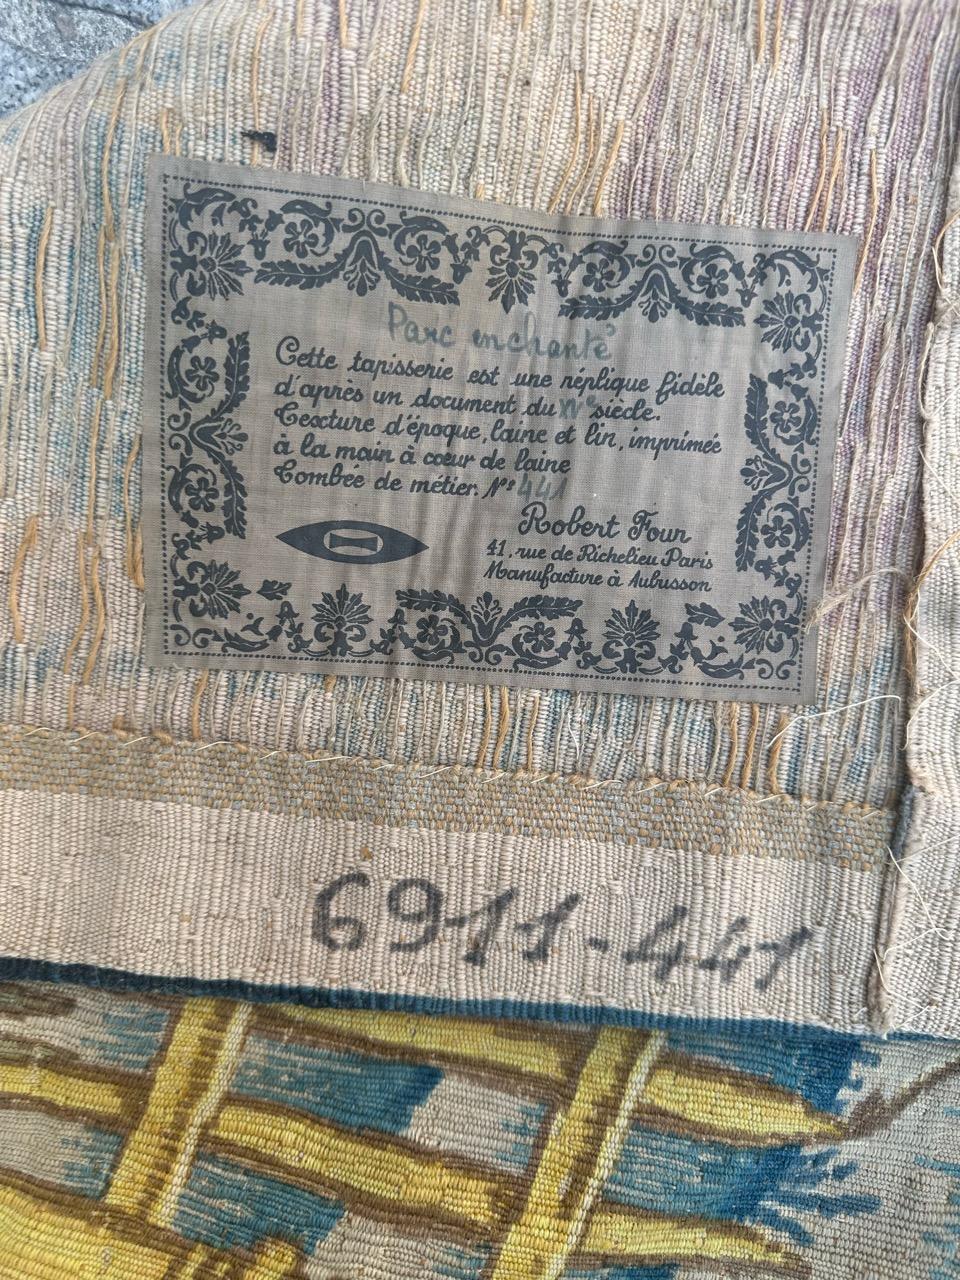 Parc enchanté
Cette tapisserie est une réplique fidèle
d'après un document du XVe siècle.
Texture d'époque, laine et lin, imprimée
à la main à cœur de laine
Tombée de métier. No 441
Robert Four
41, rue de Richelieu Paris
Manufacture à Aubusson
6911-441